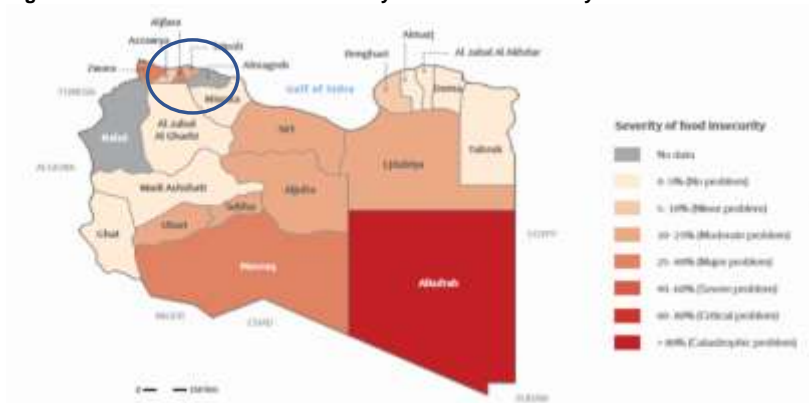 Aljfara
Azzawya
Tripoli
Zwara
Almargeb
Misrata
Benghazi
Almarj
Al Jabal Al Akhdar
Derna
Tobruk
TUNISIA
Nalut
Al Jabal
Al Gharbi
Sirt
Ejdabiya
ALGERIA
Wadi Ashshati
Aljufra
Ghat
Ubari
Sebha
Murzuq
Alkufrah
EGYPT
NIGER
CHAD
SUDAN
Severity of food insecurity
No data
0-5% (No problem)
5-10% (Minor problem)
10-25% (Moderate problem)
25-40% (Major problem)
40-60% (Severe problem)
60-80% (Critical problem)
> 80% (Catastrophic problem)